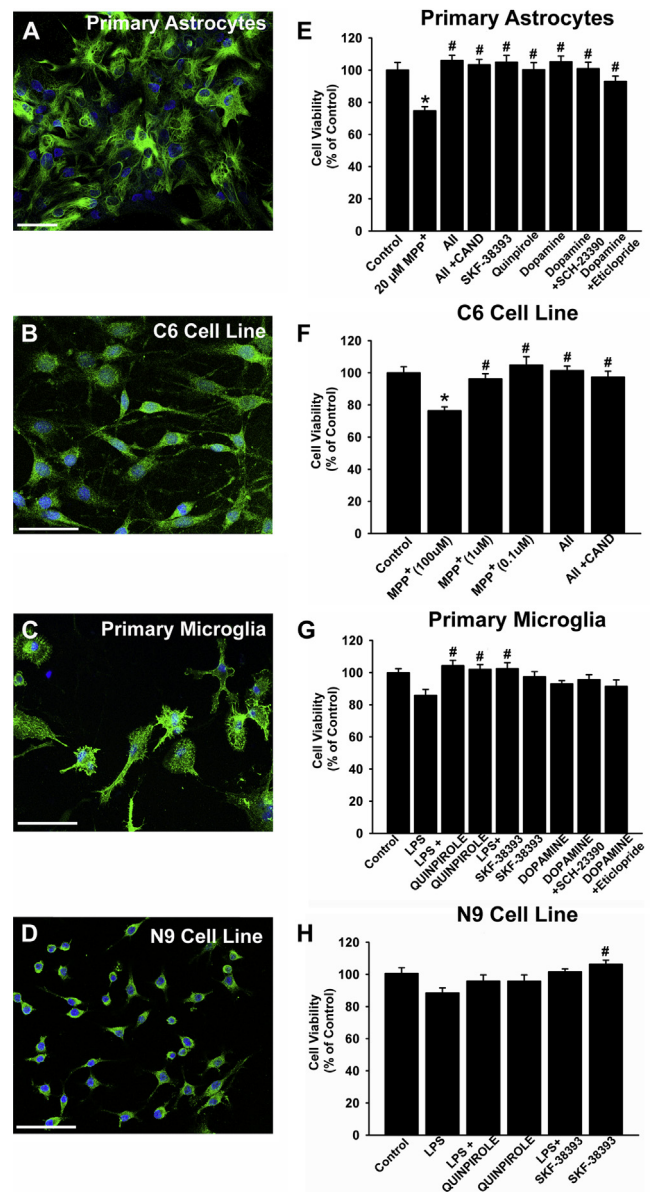 A
Primary Astrocytes
E
Primary Astrocytes
Cell Viability
(% of Control)
120
100
80
60
40
20
0
*
#
#
#
#
#
#
#
Control
20 µM MPP+
AII
AII +CAND
SKF-38393
Quinpirole
Dopamine
Dopamine
+SCH-23390
Dopamine
+Eticlopride
B
C6 Cell Line
F
C6 Cell Line
Cell Viability
(% of Control)
120
100
80
60
40
20
0
*
#
#
#
#
Control
MPP+ (100uM)
MPP+ (1uM)
MPP+ (0.1uM)
AII
AII +CAND
C
Primary Microglia
G
Primary Microglia
Cell Viability
(% of Control)
120
100
80
60
40
20
0
#
#
#
Control
LPS
LPS +
QUINPIROLE
QUINPIROLE
LPS+
SKF-38393
SKF-38393
DOPAMINE
DOPAMINE
+SCH-23390
DOPAMINE
+Eticlopride
D
N9 Cell Line
H
N9 Cell Line
Cell Viability
(% of Control)
120
100
80
60
40
20
0
#
Control
LPS
LPS +
QUINPIROLE
QUINPIROLE
LPS+
SKF-38393
SKF-38393